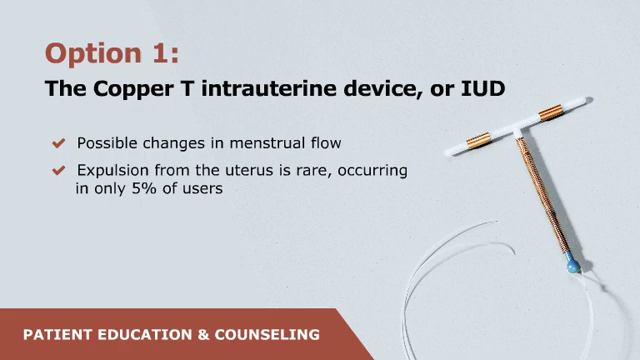 Option 1:
The Copper T intrauterine device, or IUD
Possible changes in menstrual flow
Expulsion from the uterus is rare, occurring
in only 5% of users
PATIENT EDUCATION & COUNSELING